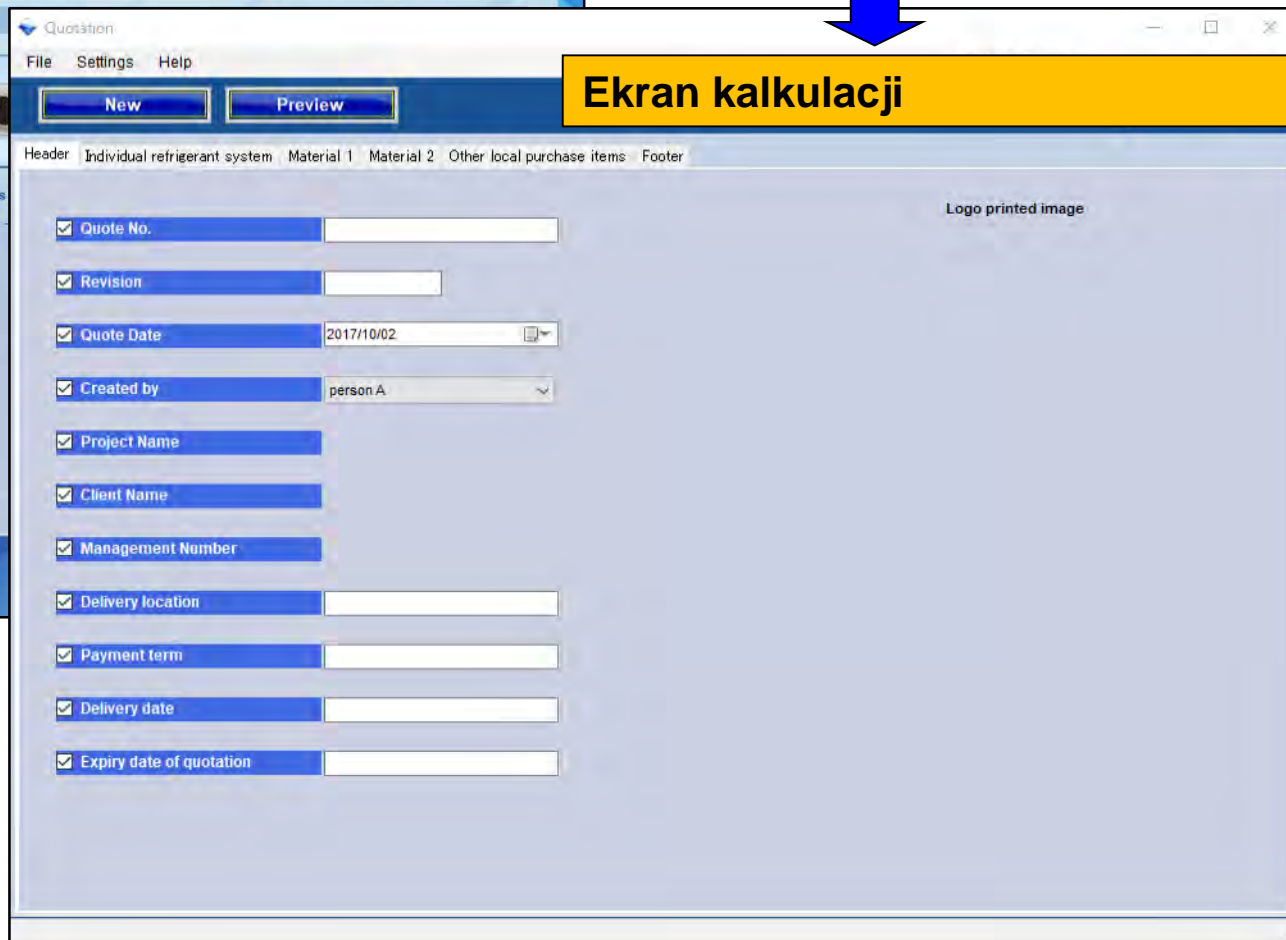 Quotation
File Settings Help
Ekran kalkulacji
New Preview
Header Individual refrigerant system Material 1 Material 2 Other local purchase items Footer
Logo printed image
Quote No.
Revision
Quote Date 2017/10/02
Created by person A
Project Name
Client Name
Management Number
Delivery location
Payment term
Delivery date
Expiry date of quotation